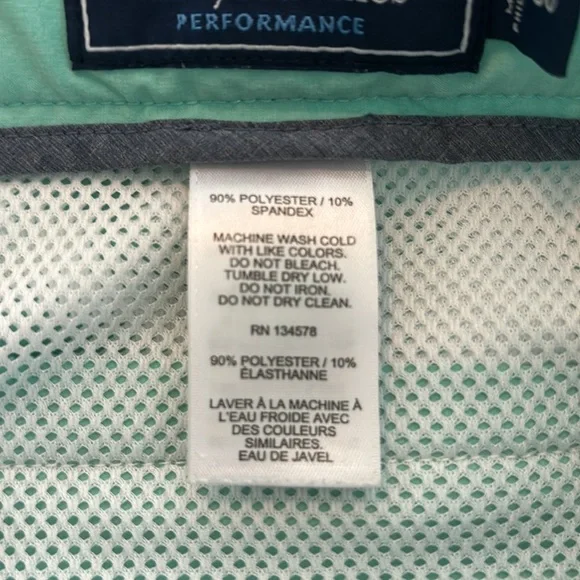 PERFORMANCE
90% POLYESTER / 10%
SPANDEX
MACHINE WASH COLD
WITH LIKE COLORS.
DO NOT BLEACH.
TUMBLE DRY LOW.
DO NOT IRON.
DO NOT DRY CLEAN.
RN 134578
90% POLYESTER / 10%
ÉLASTHANNE
LAVER À LA MACHINE À
L'EAU FROIDE AVEC
DES COULEURS
SIMILAIRES.
EAU DE JAVEL